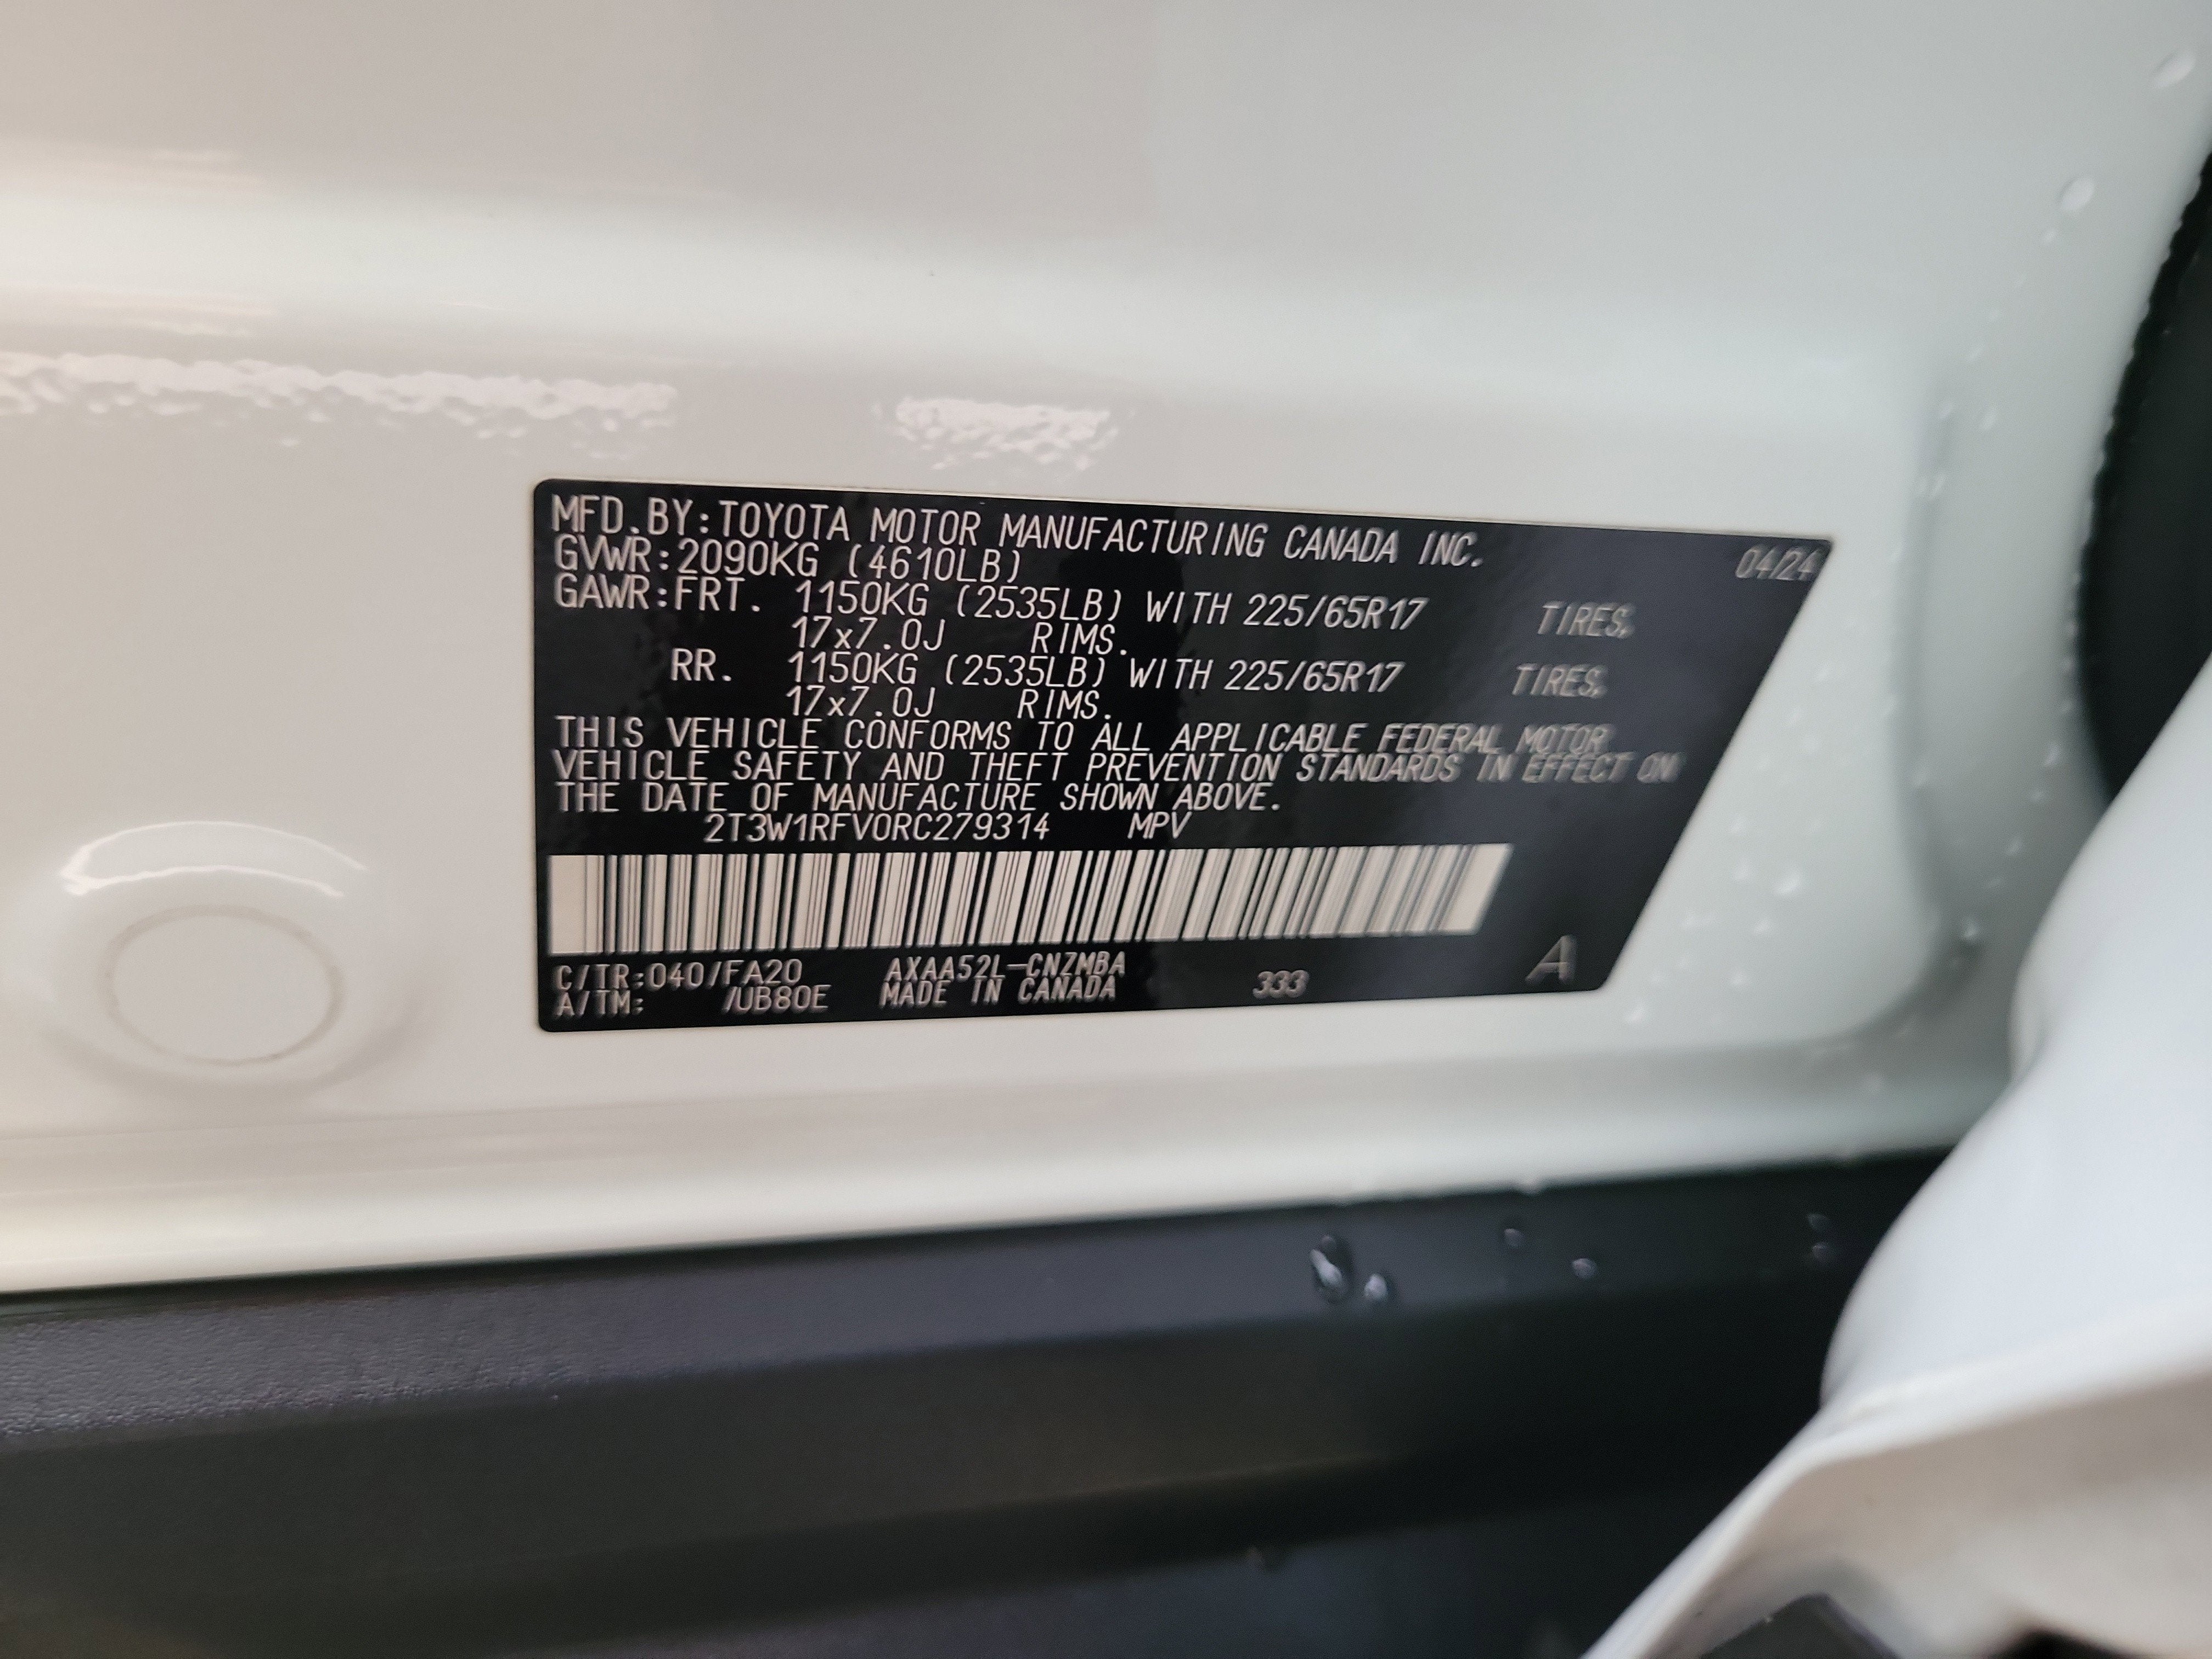 MFD.BY:TOYOTA MOTOR MANUFACTURING CANADA INC. 04/24
GVWR:2090KG (4610LB)
GAWR:FRT. 1150KG (2535LB) WITH 225/65R17 TIRES,
17x7.0J RIMS.
RR. 1150KG (2535LB) WITH 225/65R17 TIRES,
17x7.0J RIMS.
THIS VEHICLE CONFORMS TO ALL APPLICABLE FEDERAL MOTOR
VEHICLE SAFETY AND THEFT PREVENTION STANDARDS IN EFFECT ON
THE DATE OF MANUFACTURE SHOWN ABOVE.
2T3W1RFV0RC279314 MPV
C/TR:040/FA20 AXAA52L-CNZMBA 333 A
A/TM: /UB80E MADE IN CANADA